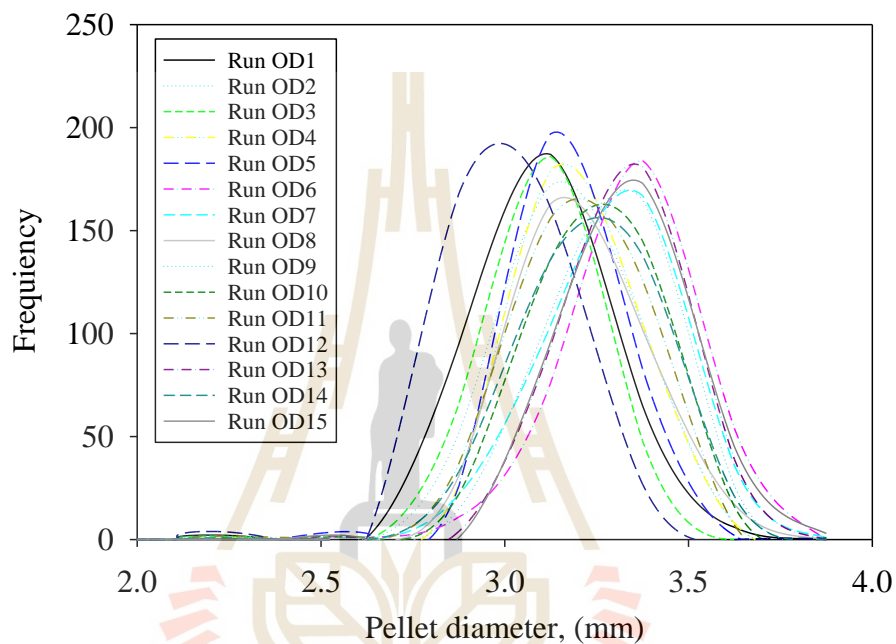 250
200
150
100
50
0
Frequiency
Run OD1
Run OD2
Run OD3
Run OD4
Run OD5
Run OD6
Run OD7
Run OD8
Run OD9
Run OD10
Run OD11
Run OD12
Run OD13
Run OD14
Run OD15
2.0 2.5 3.0 3.5 4.0
Pellet diameter, (mm)